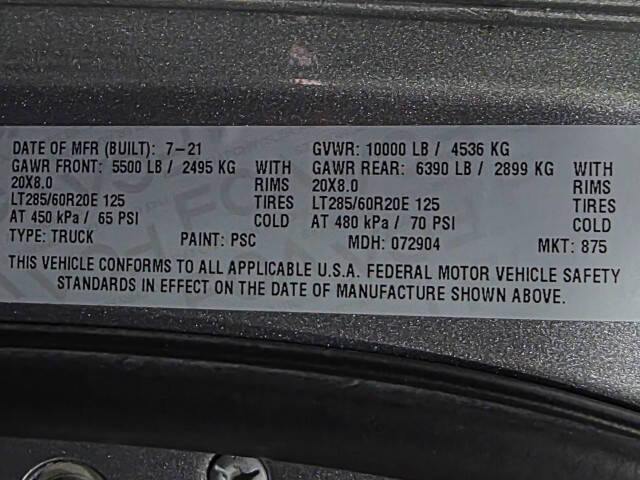 DATE OF MFR (BUILT): 7-21 GVWR: 10000 LB / 4536 KG
GAWR FRONT: 5500 LB / 2495 KG WITH GAWR REAR: 6390 LB / 2899 KG WITH
20X8.0 RIMS 20X8.0 RIMS
LT285/60R20E 125 TIRES LT285/60R20E 125 TIRES
AT 450 kPa / 65 PSI COLD AT 480 kPa / 70 PSI COLD
TYPE: TRUCK PAINT: PSC MDH: 072904 MKT: 875
THIS VEHICLE CONFORMS TO ALL APPLICABLE U.S.A. FEDERAL MOTOR VEHICLE SAFETY
STANDARDS IN EFFECT ON THE DATE OF MANUFACTURE SHOWN ABOVE.